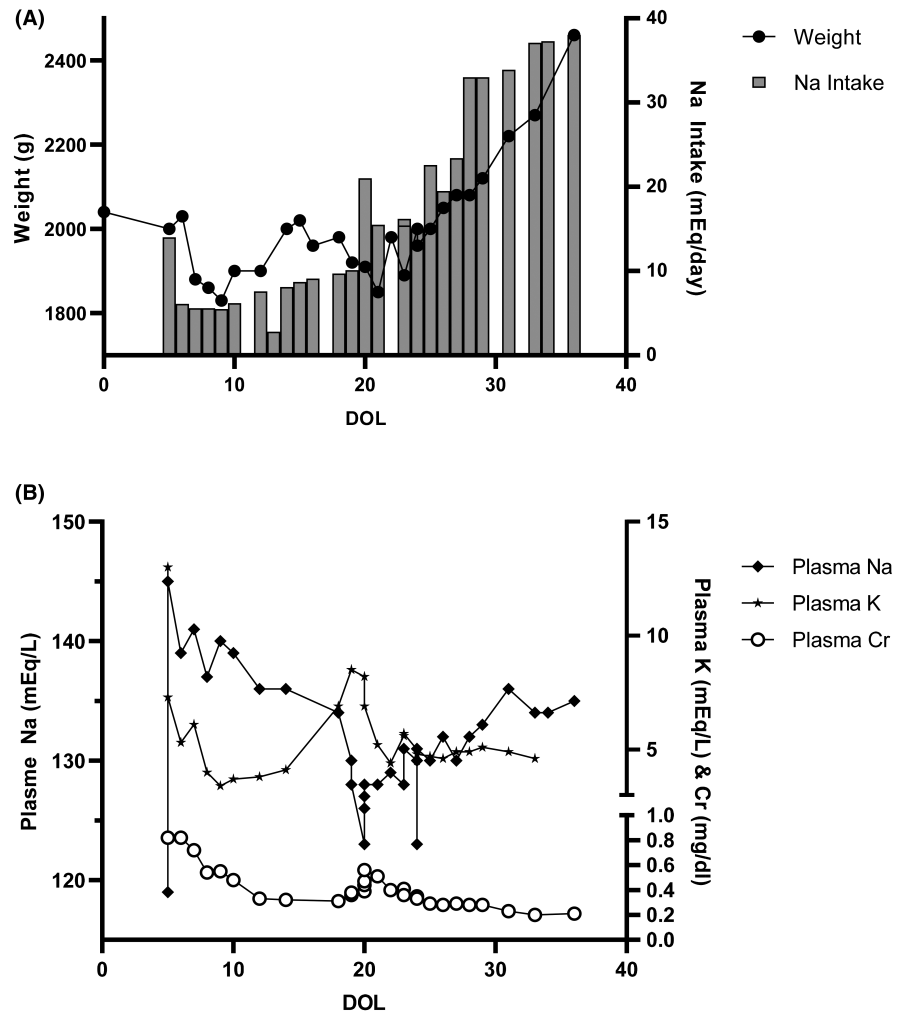 (A)
Weight (g)
2400
2200
2000
1800
0
10
20
30
40
DOL
40
30
20
10
0
Na Intake (mEq/day)
Weight
Na Intake
(B)
Plasme Na (mEq/L)
150
140
130
120
0
10
20
30
40
DOL
15
10
5
1.0
0.8
0.6
0.4
0.2
0.0
Plasma K (mEq/L) & Cr (mg/dl)
Plasma Na
Plasma K
Plasma Cr